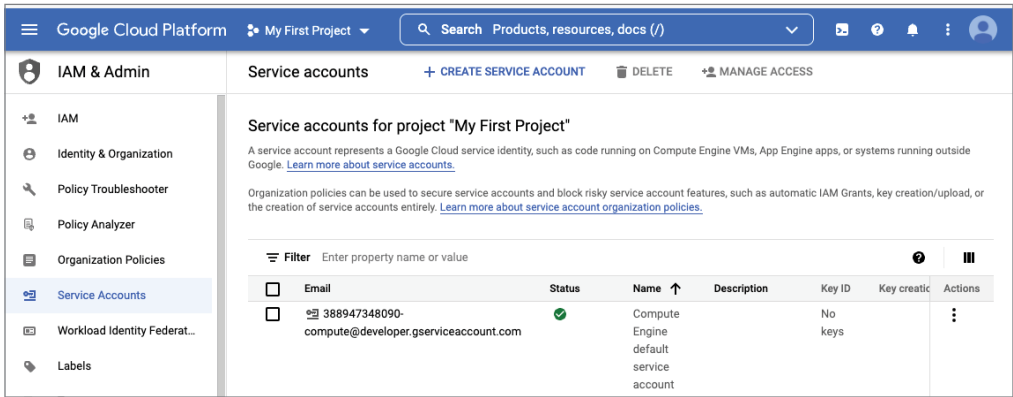 Google Cloud Platform
My First Project
Search Products, resources, docs (/)
IAM & Admin
Service accounts
+ CREATE SERVICE ACCOUNT
DELETE
MANAGE ACCESS
IAM
Identity & Organization
Policy Troubleshooter
Policy Analyzer
Organization Policies
Service Accounts
Workload Identity Federat...
Labels
Service accounts for project "My First Project"
A service account represents a Google Cloud service identity, such as code running on Compute Engine VMs, App Engine apps, or systems running outside
Google. Learn more about service accounts.
Organization policies can be used to secure service accounts and block risky service account features, such as automatic IAM Grants, key creation/upload, or
the creation of service accounts entirely. Learn more about service account organization policies.
Filter Enter property name or value
Email Status Name Description Key ID Key creatic Actions
388947348090-
compute@developer.gserviceaccount.com
Compute
Engine
default
service
account
No
keys